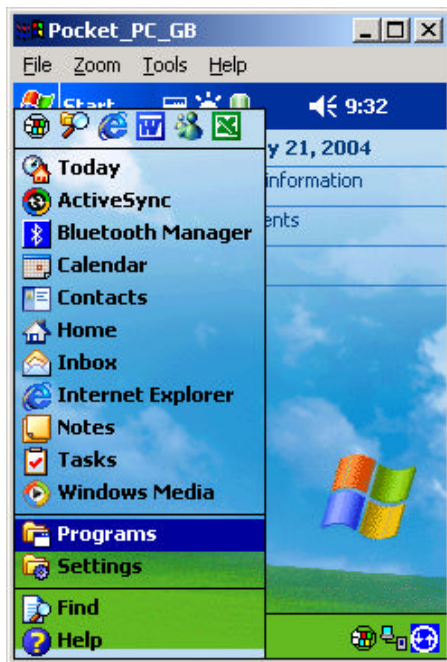 Pocket_PC_GB
File Zoom Tools Help
Start 9:32
y 21, 2004
Today
information
ActiveSync
ents
Bluetooth Manager
Calendar
Contacts
Home
Inbox
Internet Explorer
Notes
Tasks
Windows Media
Programs
Settings
Find
Help